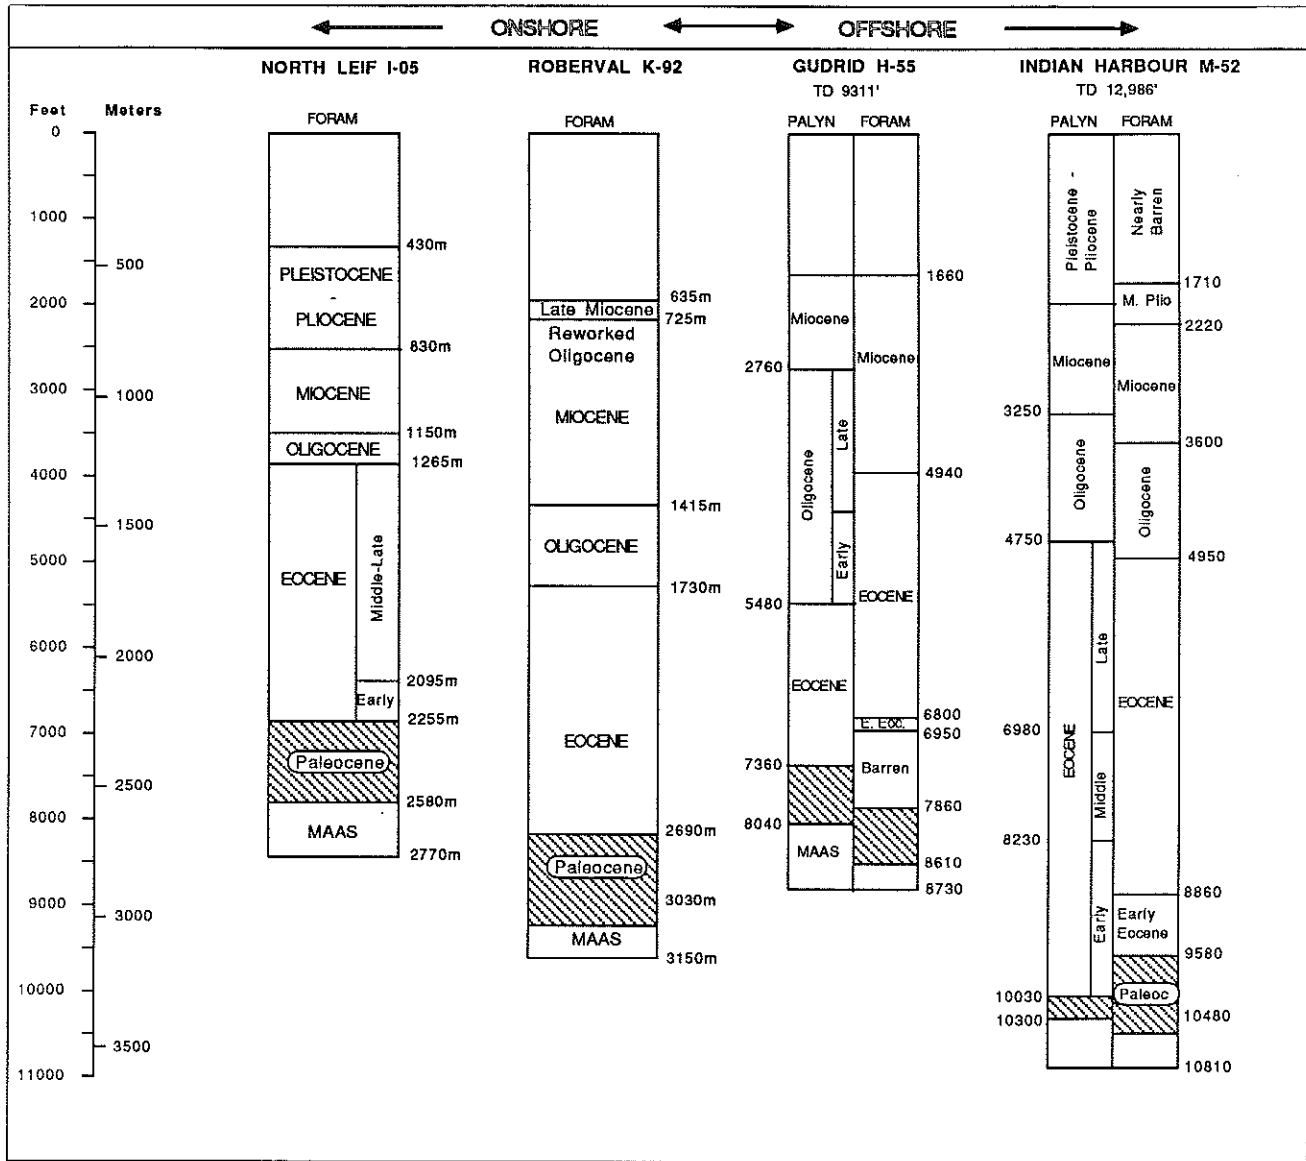 ONSHORE OFFSHORE
NORTH LEIF I-05 ROBERVAL K-92 GUDRID H-55 INDIAN HARBOUR M-52
TD 9311' TD 12,986'
Feet Meters
FORAM FORAM PALYN FORAM PALYN FORAM
0
1000
500
2000
3000
1000
4000
1500
5000
6000
2000
7000
2500
8000
9000
3000
10000
3500
11000
430m
PLEISTOCENE
-
PLIOCENE
830m
MIOCENE
1150m
OLIGOCENE
1265m
EOCENE
Middle-Late
2095m
Early
2255m
Paleocene
2580m
MAAS
2770m
635m
Late Miocene
725m
Reworked
Oligocene
MIOCENE
1415m
OLIGOCENE
1730m
EOCENE
2690m
Paleocene
3030m
MAAS
3150m
Miocene
2760
Oligocene
Late
Early
5480
EOCENE
7360
8040
MAAS
1660
Miocene
4940
EOCENE
6800
E. Eoc.
6950
Barren
7860
8610
8730
Pleistocene -
Pliocene
Miocene
3250
Oligocene
4750
EOCENE
Late
6980
Middle
8230
Early
10030
10300
Nearly
Barren
1710
M. Plio
2220
Miocene
3600
Oligocene
4950
EOCENE
8860
Early
Eocene
9580
Paleoc
10480
10810